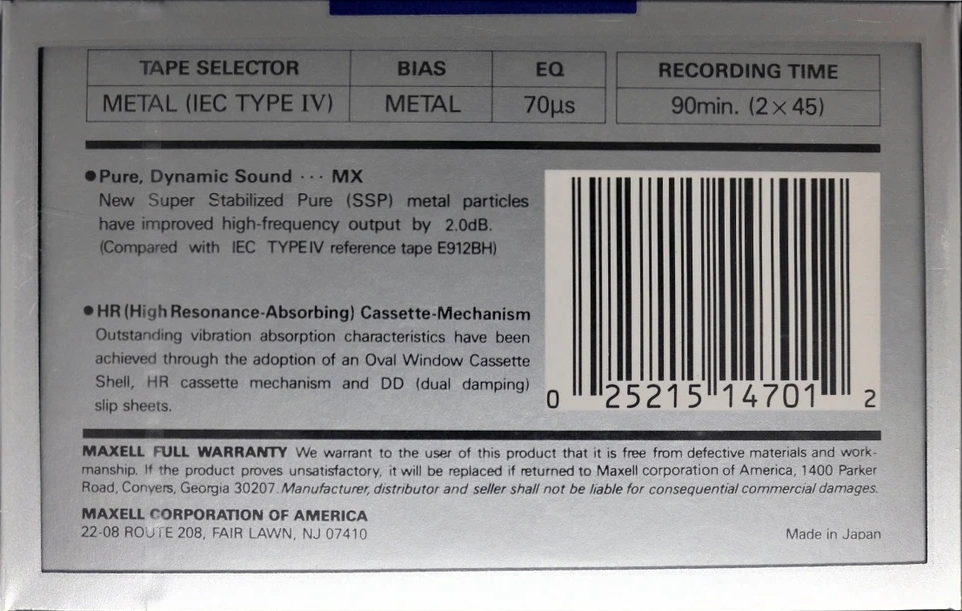 TAPE SELECTOR BIAS EQ RECORDING TIME
METAL (IEC TYPE IV) METAL 70μs 90min. (2×45)
●Pure, Dynamic Sound ··· MX
New Super Stabilized Pure (SSP) metal particles
have improved high-frequency output by 2.0dB.
(Compared with IEC TYPE IV reference tape E912BH)
●HR (High Resonance-Absorbing) Cassette-Mechanism
Outstanding vibration absorption characteristics have been
achieved through the adoption of an Oval Window Cassette
Shell, HR cassette mechanism and DD (dual damping)
slip sheets.
0 25215 14701 2
MAXELL FULL WARRANTY We warrant to the user of this product that it is free from defective materials and work-
manship. If the product proves unsatisfactory, it will be replaced if returned to Maxell corporation of America, 1400 Parker
Road, Conyers, Georgia 30207. Manufacturer, distributor and seller shall not be liable for consequential commercial damages.
MAXELL CORPORATION OF AMERICA
22-08 ROUTE 208, FAIR LAWN, NJ 07410 Made in Japan